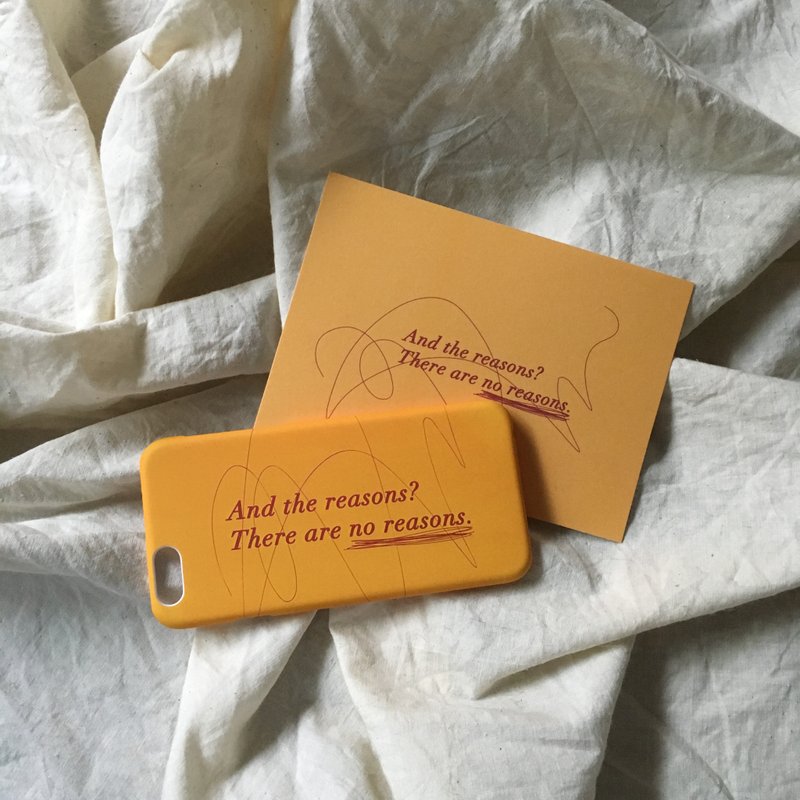 And the reasons?
There are no reasons.
And the reasons?
There are no reasons.